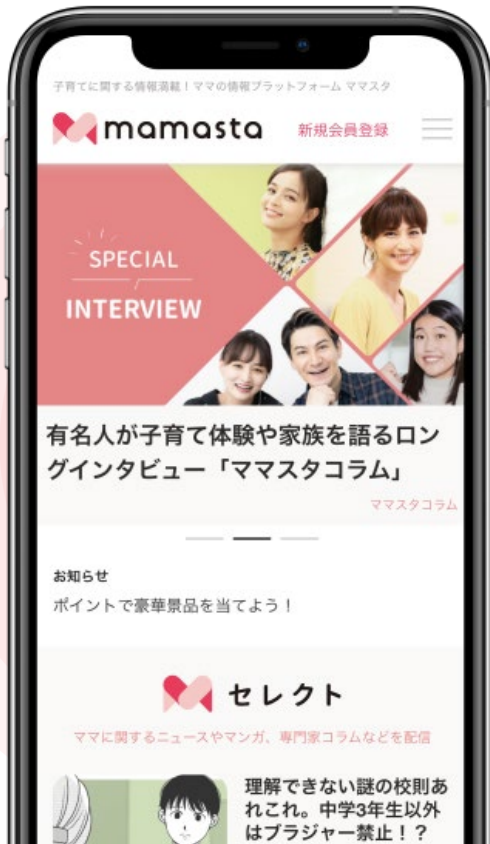 子育てに関する情報満載！ママの情報プラットフォーム ママスタ
mamasta
新規会員登録
SPECIAL
INTERVIEW
有名人が子育て体験や家族を語るロン
グインタビュー「ママスタコラム」
ママスタコラム
お知らせ
ポイントで豪華景品を当てよう！
セレクト
ママに関するニュースやマンガ、専門家コラムなどを配信
理解できない謎の校則あ
れこれ。中学3年生以外
はブラジャー禁止！？